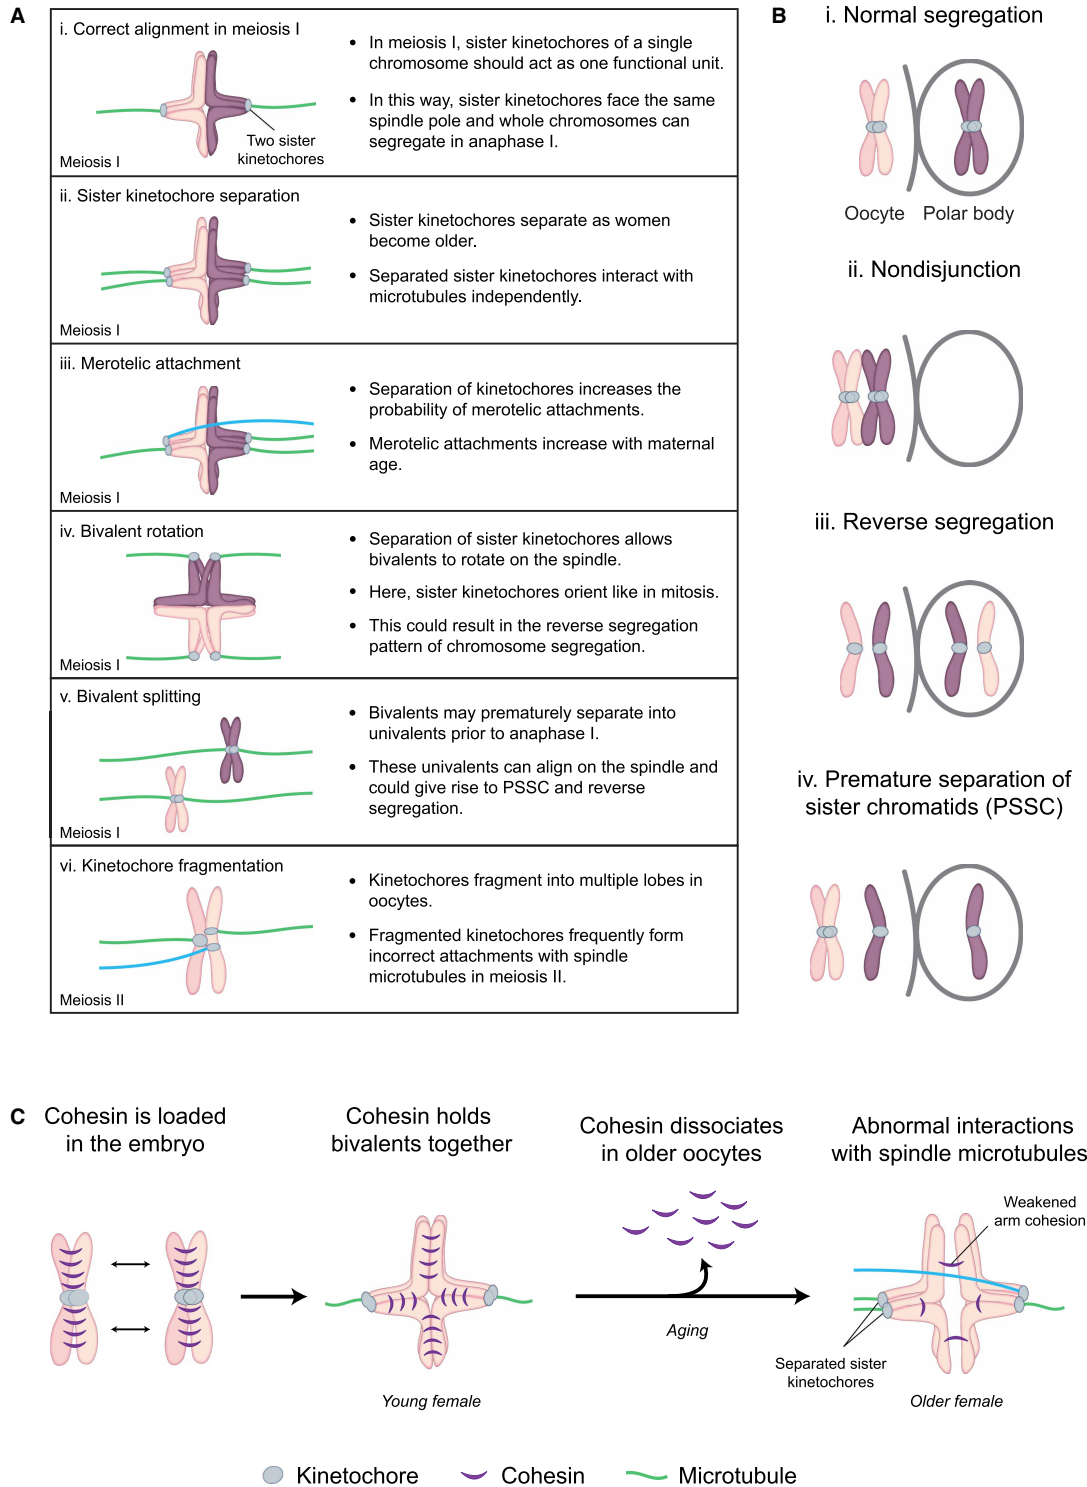 A
i. Correct alignment in meiosis I
Two sister
kinetochores
Meiosis I
• In meiosis I, sister kinetochores of a single
chromosome should act as one functional unit.
• In this way, sister kinetochores face the same
spindle pole and whole chromosomes can
segregate in anaphase I.
ii. Sister kinetochore separation
Meiosis I
• Sister kinetochores separate as women
become older.
• Separated sister kinetochores interact with
microtubules independently.
iii. Merotelic attachment
Meiosis I
• Separation of kinetochores increases the
probability of merotelic attachments.
• Merotelic attachments increase with maternal
age.
iv. Bivalent rotation
Meiosis I
• Separation of sister kinetochores allows
bivalents to rotate on the spindle.
• Here, sister kinetochores orient like in mitosis.
• This could result in the reverse segregation
pattern of chromosome segregation.
v. Bivalent splitting
Meiosis I
• Bivalents may prematurely separate into
univalents prior to anaphase I.
• These univalents can align on the spindle and
could give rise to PSSC and reverse
segregation.
vi. Kinetochore fragmentation
Meiosis II
• Kinetochores fragment into multiple lobes in
oocytes.
• Fragmented kinetochores frequently form
incorrect attachments with spindle
microtubules in meiosis II.
B
i. Normal segregation
Oocyte
Polar body
ii. Nondisjunction
iii. Reverse segregation
iv. Premature separation of
sister chromatids (PSSC)
C
Cohesin is loaded
in the embryo
Cohesin holds
bivalents together
Young female
Cohesin dissociates
in older oocytes
Aging
Abnormal interactions
with spindle microtubules
Weakened
arm cohesion
Separated sister
kinetochores
Older female
Kinetochore
Cohesin
Microtubule